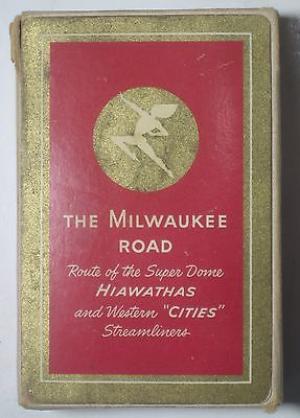 THE MILWAUKEE
ROAD
Route of the Super Dome
HIAWATHAS
and Western "CITIES"
Streamliners